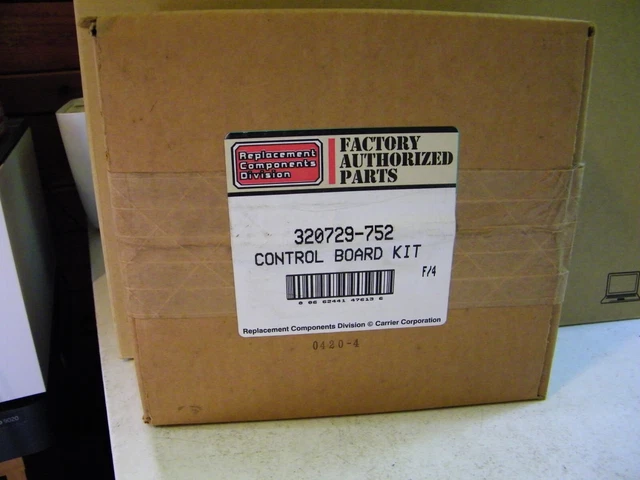 Replacement
Components
Division
FACTORY
AUTHORIZED
PARTS
320729-752
CONTROL BOARD KIT
F/4
Replacement Components Division © Carrier Corporation
0420-4